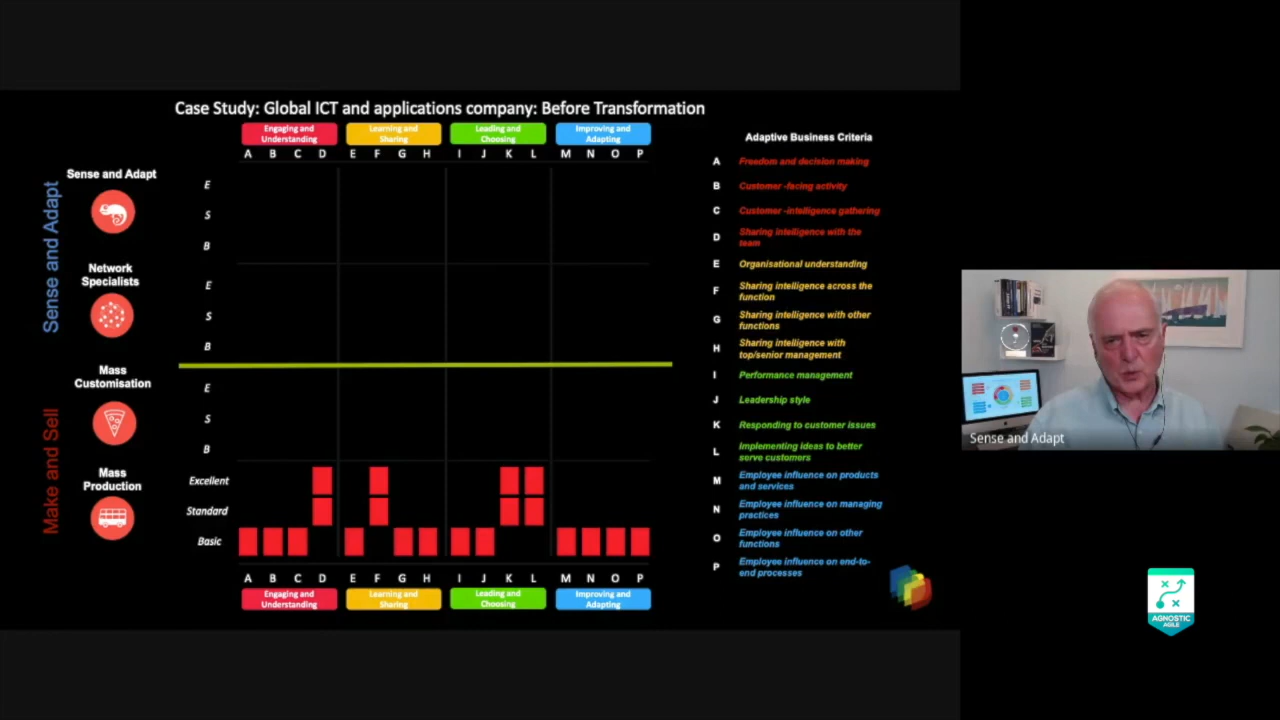 Case Study: Global ICT and applications company: Before Transformation
Engaging and
Understanding
Learning and
Sharing
Leading and
Choosing
Improving and
Adapting
A B C D E F G H I J K L M N O P
Sense and Adapt
Sense and Adapt
E
S
B
Network
Specialists
E
S
B
Make and Sell
Mass
Customisation
E
S
B
Mass
Production
Excellent
Standard
Basic
A B C D E F G H I J K L M N O P
Engaging and
Understanding
Learning and
Sharing
Leading and
Choosing
Improving and
Adapting
Adaptive Business Criteria
A Freedom and decision making
B Customer -facing activity
C Customer -intelligence gathering
D Sharing intelligence with the
team
E Organisational understanding
F Sharing intelligence across the
function
G Sharing intelligence with other
functions
H Sharing intelligence with
top/senior management
I Performance management
J Leadership style
K Responding to customer issues
L Implementing ideas to better
serve customers
M Employee influence on products
and services
N Employee influence on managing
practices
O Employee influence on other
functions
P Employee influence on end-to-
end processes
Sense and Adapt
AGNOSTIC
AGILE